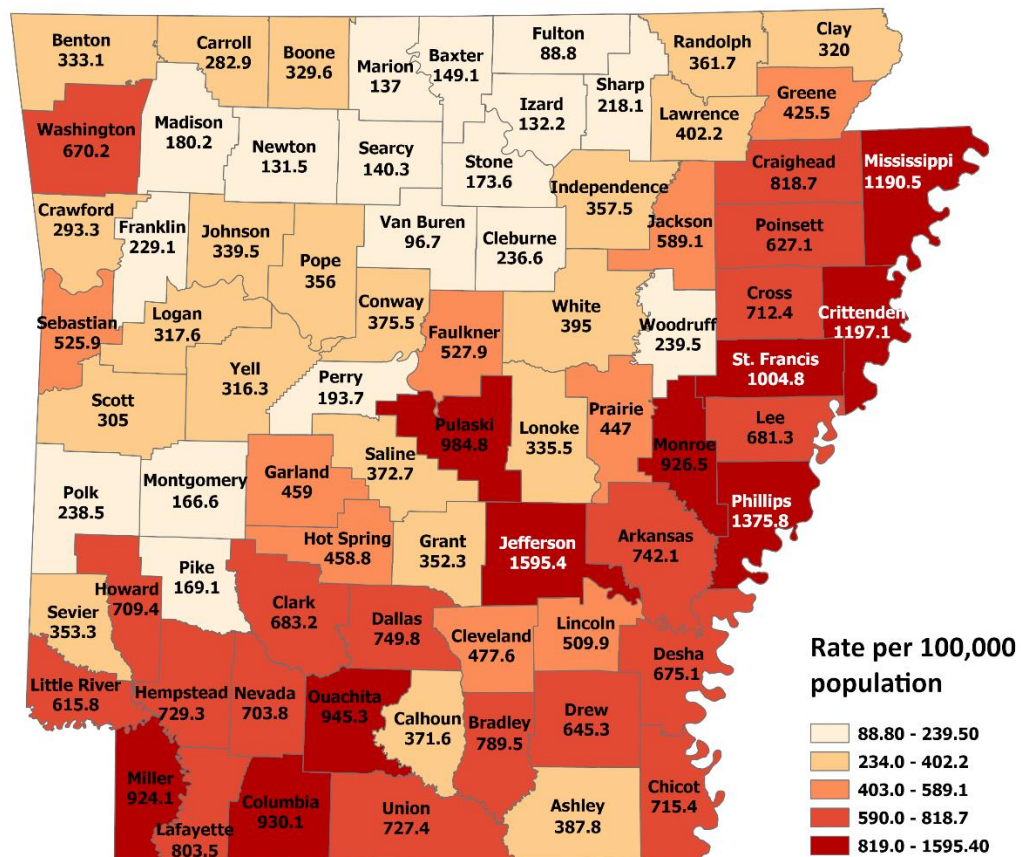 Benton
333.1
Carroll
282.9
Boone
329.6
Marion
137
Baxter
149.1
Fulton
88.8
Randolph
361.7
Clay
320
Sharp
218.1
Izard
132.2
Lawrence
402.2
Greene
425.5
Washington
670.2
Madison
180.2
Newton
131.5
Searcy
140.3
Stone
173.6
Independence
357.5
Craighead
818.7
Mississippi
1190.5
Crawford
293.3
Franklin
229.1
Johnson
339.5
Pope
356
Van Buren
96.7
Cleburne
236.6
Jackson
589.1
Poinsett
627.1
Sebastian
525.9
Logan
317.6
Conway
375.5
Faulkner
527.9
White
395
Woodruff
239.5
Cross
712.4
Crittenden
1197.1
St. Francis
1004.8
Scott
305
Yell
316.3
Perry
193.7
Pulaski
984.8
Lonoke
335.5
Prairie
447
Monroe
926.5
Lee
681.3
Saline
372.7
Garland
459
Polk
238.5
Montgomery
166.6
Phillips
1375.8
Hot Spring
458.8
Grant
352.3
Jefferson
1595.4
Arkansas
742.1
Howard
709.4
Pike
169.1
Clark
683.2
Dallas
749.8
Cleveland
477.6
Lincoln
509.9
Desha
675.1
Sevier
353.3
Little River
615.8
Hempstead
729.3
Nevada
703.8
Ouachita
945.3
Calhoun
371.6
Bradley
789.5
Drew
645.3
Miller
924.1
Lafayette
803.5
Columbia
930.1
Union
727.4
Ashley
387.8
Chicot
715.4
Rate per 100,000
population
88.80 - 239.50
234.0 - 402.2
403.0 - 589.1
590.0 - 818.7
819.0 - 1595.40